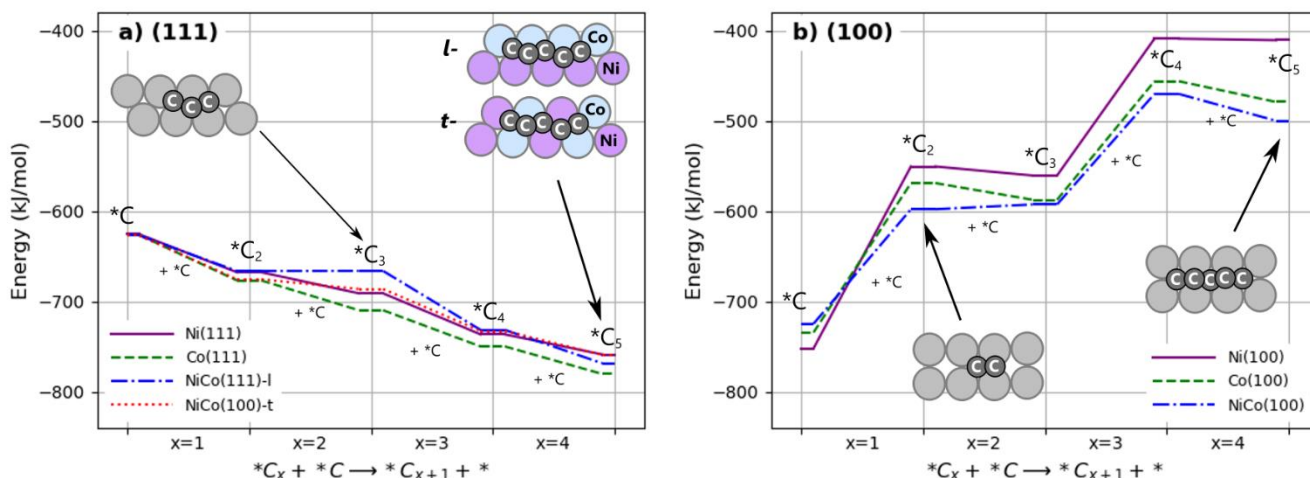 a) (111)
Energy (kJ/mol)
−400
−500
−600
−700
−800
*C
*C2
*C3
*C4
*C5
+ *C
+ *C
+ *C
+ *C
C C C
l-
Co
C C C C C
Ni
t-
Co
C C C C C
Ni
Ni(111)
Co(111)
NiCo(111)-l
NiCo(100)-t
x=1 x=2 x=3 x=4
*Cx + *C → *Cx+1 + *
b) (100)
Energy (kJ/mol)
−400
−500
−600
−700
−800
*C
*C2
*C3
*C4
*C5
+ *C
+ *C
+ *C
+ *C
C C
C C C C C
Ni(100)
Co(100)
NiCo(100)
x=1 x=2 x=3 x=4
*Cx + *C → *Cx+1 + *